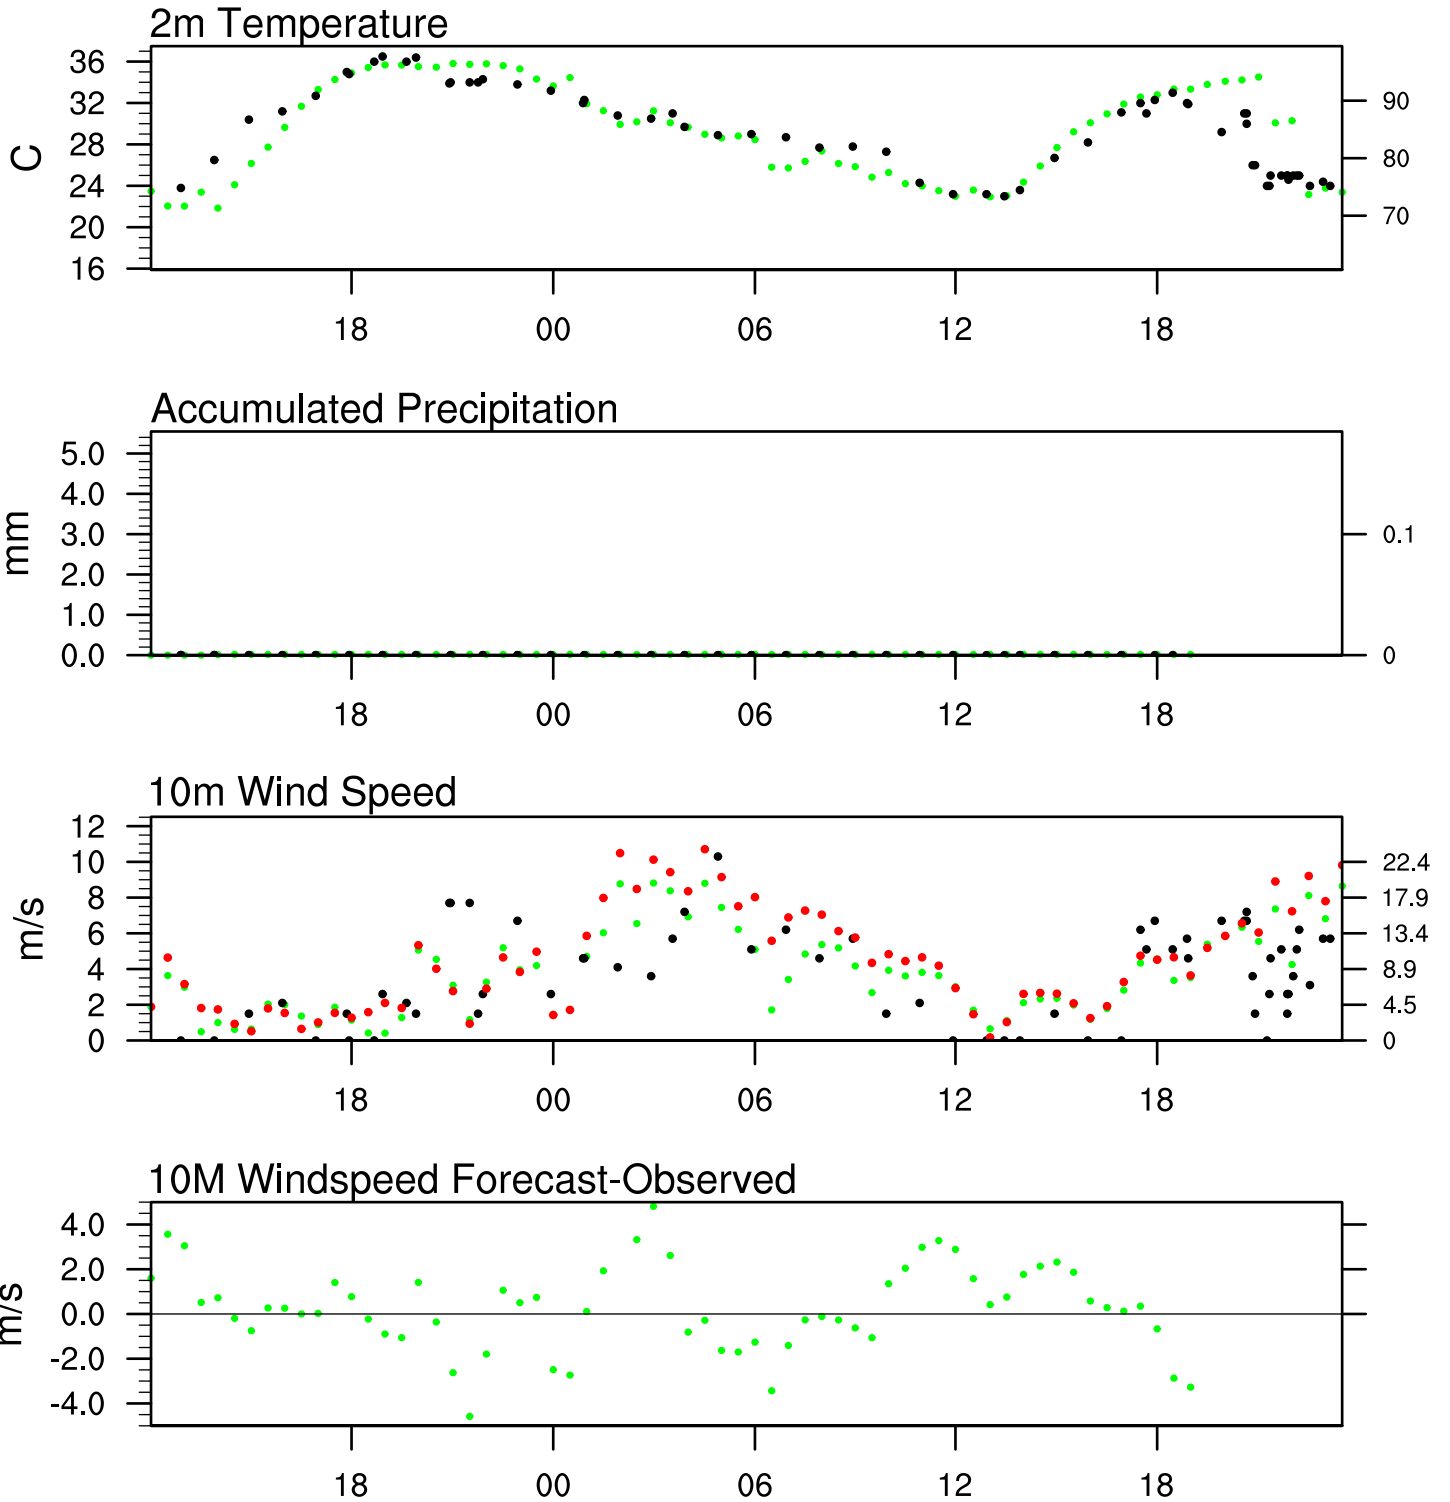 2m Temperature
36
32
28
24
20
16
C
90
80
70
18 00 06 12 18
Accumulated Precipitation
5.0
4.0
3.0
2.0
1.0
0.0
mm
0.1
0
18 00 06 12 18
10m Wind Speed
12
10
8
6
4
2
0
m/s
22.4
17.9
13.4
8.9
4.5
0
18 00 06 12 18
10M Windspeed Forecast-Observed
4.0
2.0
0.0
-2.0
-4.0
m/s
18 00 06 12 18